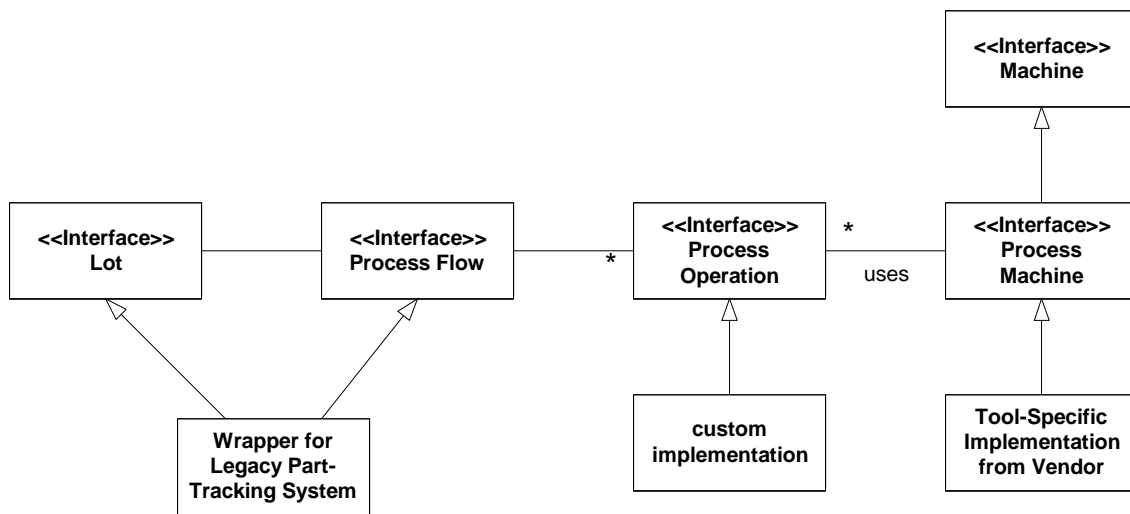 <<Interface>>
Machine
<<Interface>>
Lot
<<Interface>>
Process Flow
*
<<Interface>>
Process
Operation
*
uses
<<Interface>>
Process
Machine
Wrapper for
Legacy Part-
Tracking System
custom
implementation
Tool-Specific
Implementation
from Vendor